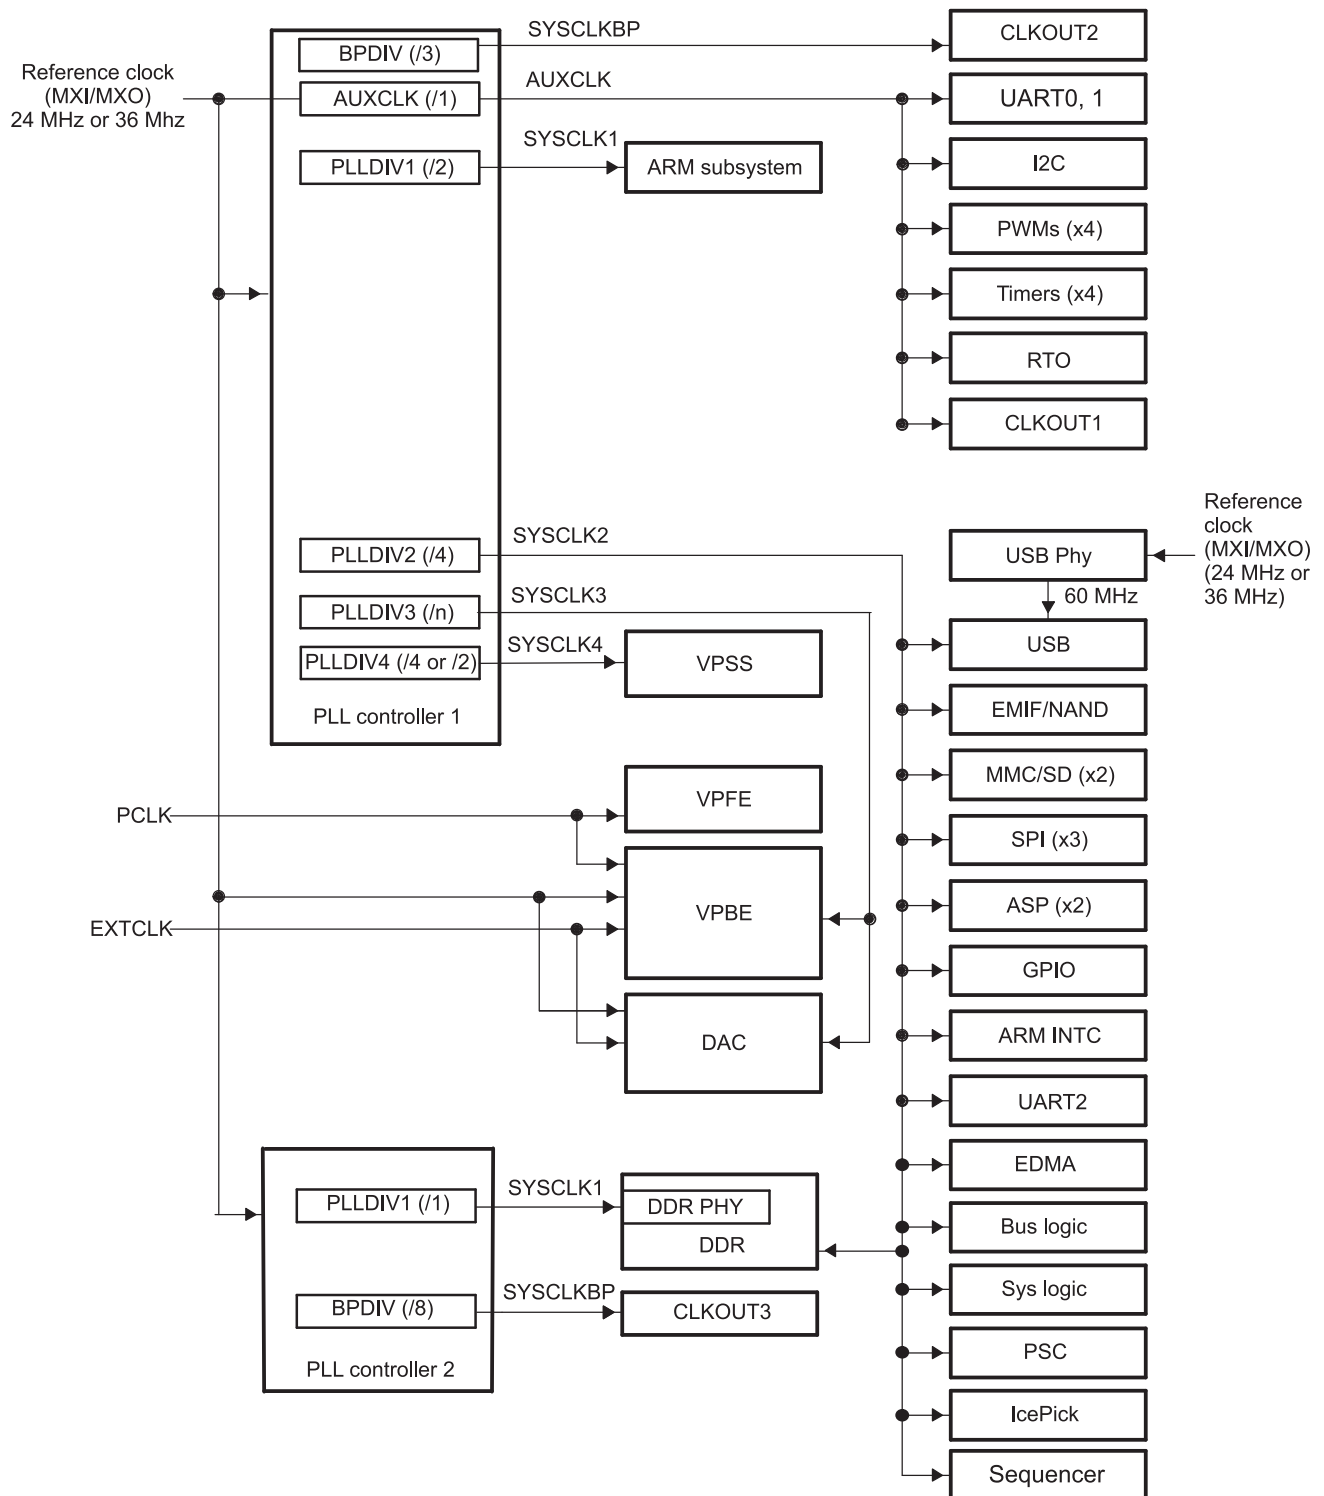 SYSCLKBP
CLKOUT2
BPDIV (/3)
Reference clock
(MXI/MXO)
24 MHz or 36 Mhz
AUXCLK (/1)
AUXCLK
UART0, 1
SYSCLK1
PLLDIV1 (/2)
ARM subsystem
I2C
PWMs (x4)
Timers (x4)
RTO
CLKOUT1
Reference
clock
(MXI/MXO)
(24 MHz or
36 MHz)
SYSCLK2
PLLDIV2 (/4)
USB Phy
60 MHz
SYSCLK3
PLLDIV3 (/n)
SYSCLK4
PLLDIV4 (/4 or /2)
VPSS
USB
PLL controller 1
EMIF/NAND
MMC/SD (x2)
VPFE
PCLK
SPI (x3)
VPBE
ASP (x2)
EXTCLK
GPIO
DAC
ARM INTC
UART2
EDMA
PLLDIV1 (/1)
SYSCLK1
DDR PHY
DDR
Bus logic
SYSCLKBP
BPDIV (/8)
CLKOUT3
Sys logic
PLL controller 2
PSC
IcePick
Sequencer